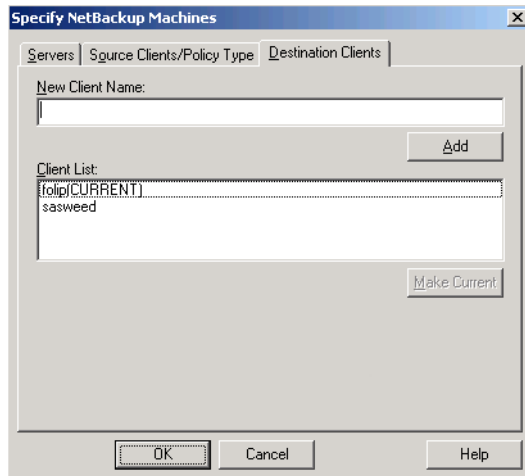 Specify NetBackup Machines
Servers Source Clients/Policy Type Destination Clients
New Client Name:
Add
Client List:
folip(CURRENT)
sasweed
Make Current
OK Cancel Help